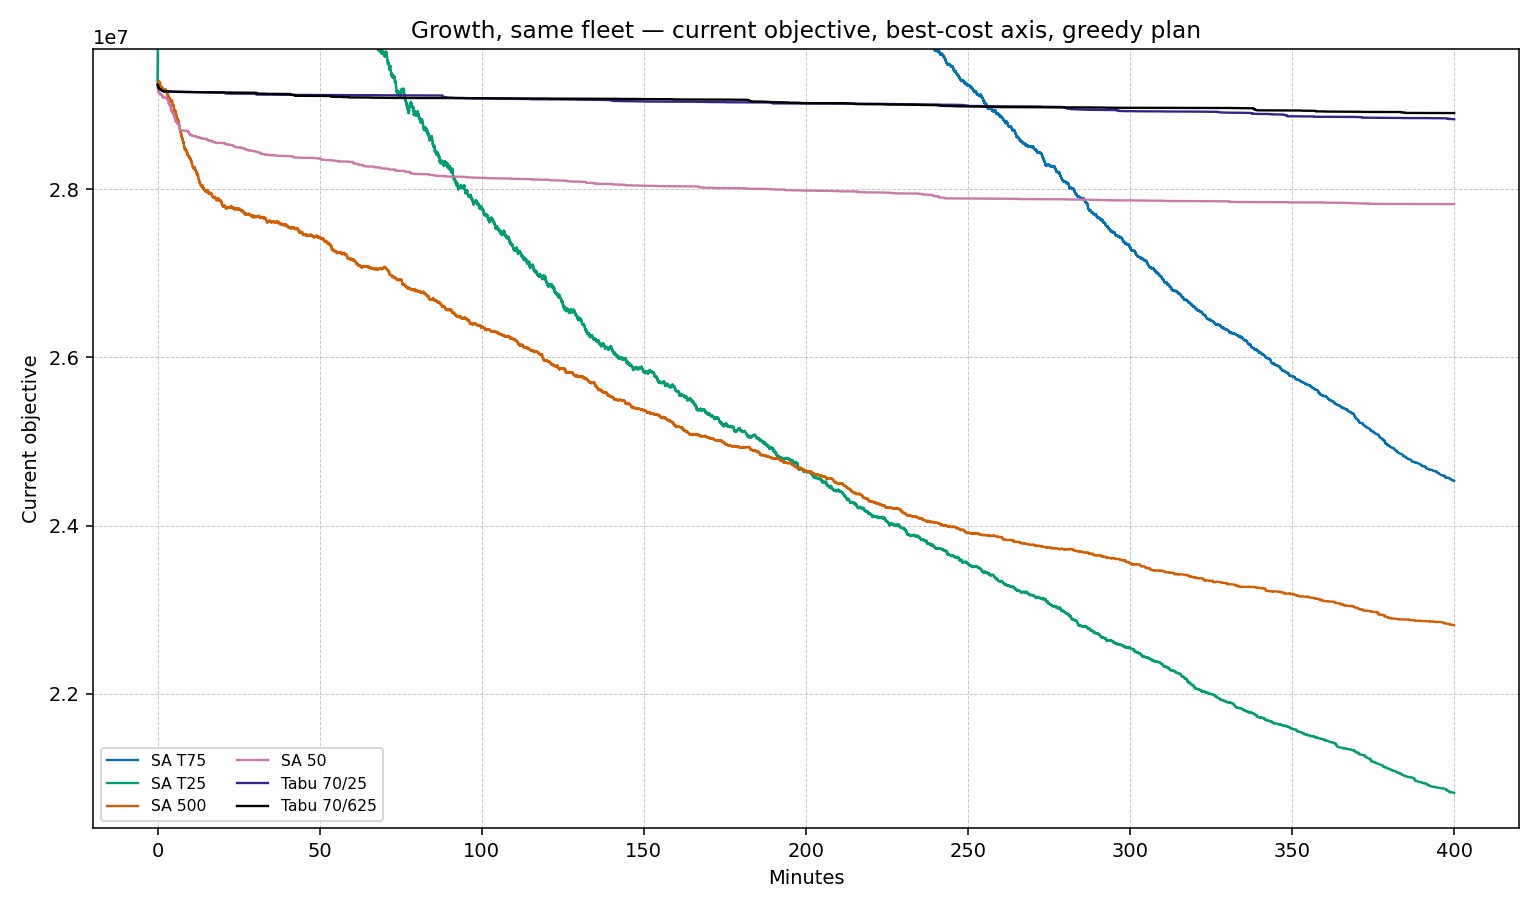 Growth, same fleet — current objective, best-cost axis, greedy plan
1e7
2.8
2.6
2.4
2.2
Current objective
SA T75
SA T25
SA 500
SA 50
Tabu 70/25
Tabu 70/625
0 50 100 150 200 250 300 350 400
Minutes